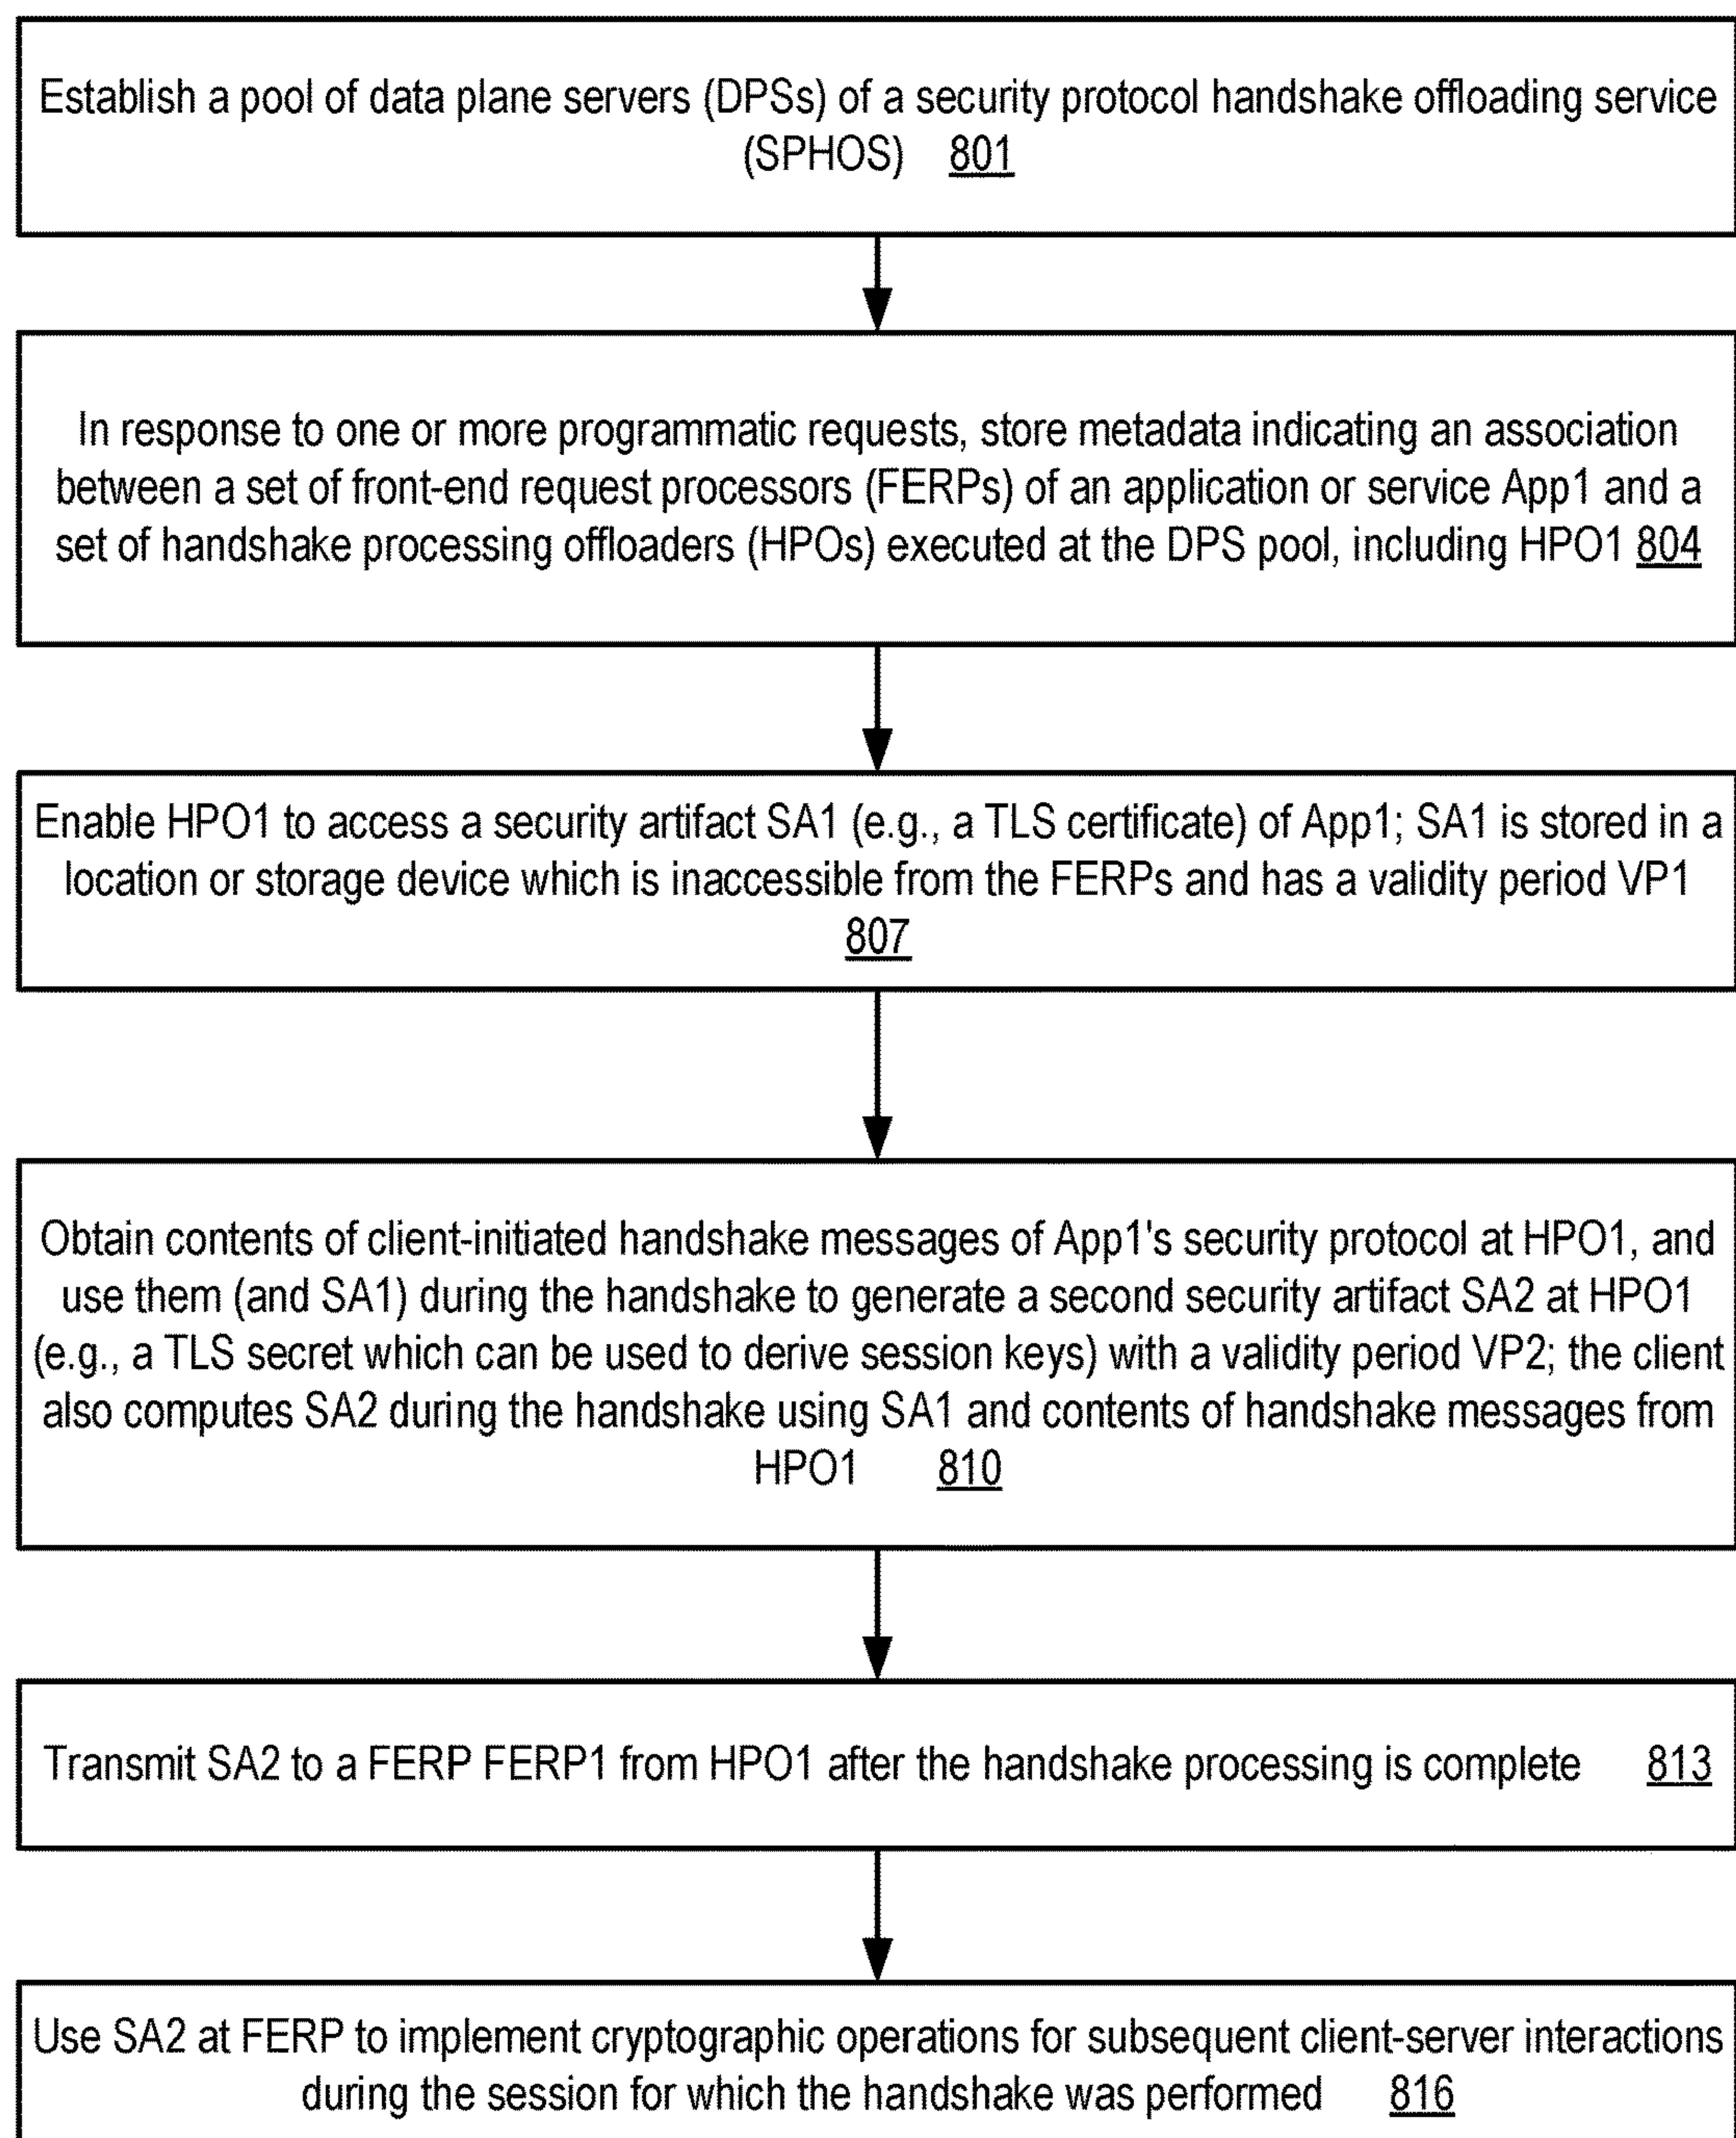 Establish a pool of data plane servers (DPSs) of a security protocol handshake offloading service
(SPHOS) 801
In response to one or more programmatic requests, store metadata indicating an association
between a set of front-end request processors (FERPs) of an application or service App1 and a
set of handshake processing offloaders (HPOs) executed at the DPS pool, including HPO1 804
Enable HPO1 to access a security artifact SA1 (e.g., a TLS certificate) of App1; SA1 is stored in a
location or storage device which is inaccessible from the FERPs and has a validity period VP1
807
Obtain contents of client-initiated handshake messages of App1's security protocol at HPO1, and
use them (and SA1) during the handshake to generate a second security artifact SA2 at HPO1
(e.g., a TLS secret which can be used to derive session keys) with a validity period VP2; the client
also computes SA2 during the handshake using SA1 and contents of handshake messages from
HPO1 810
Transmit SA2 to a FERP FERP1 from HPO1 after the handshake processing is complete 813
Use SA2 at FERP to implement cryptographic operations for subsequent client-server interactions
during the session for which the handshake was performed 816